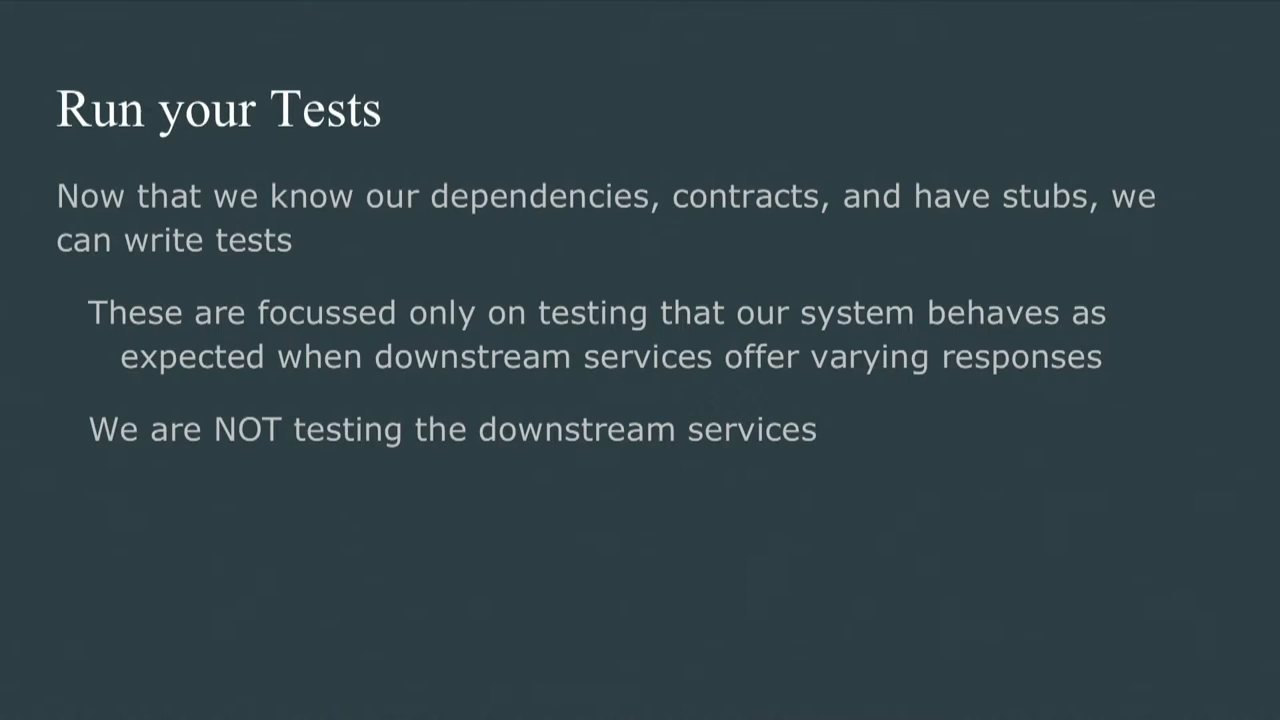 Run your Tests
Now that we know our dependencies, contracts, and have stubs, we
can write tests
These are focussed only on testing that our system behaves as
expected when downstream services offer varying responses
We are NOT testing the downstream services